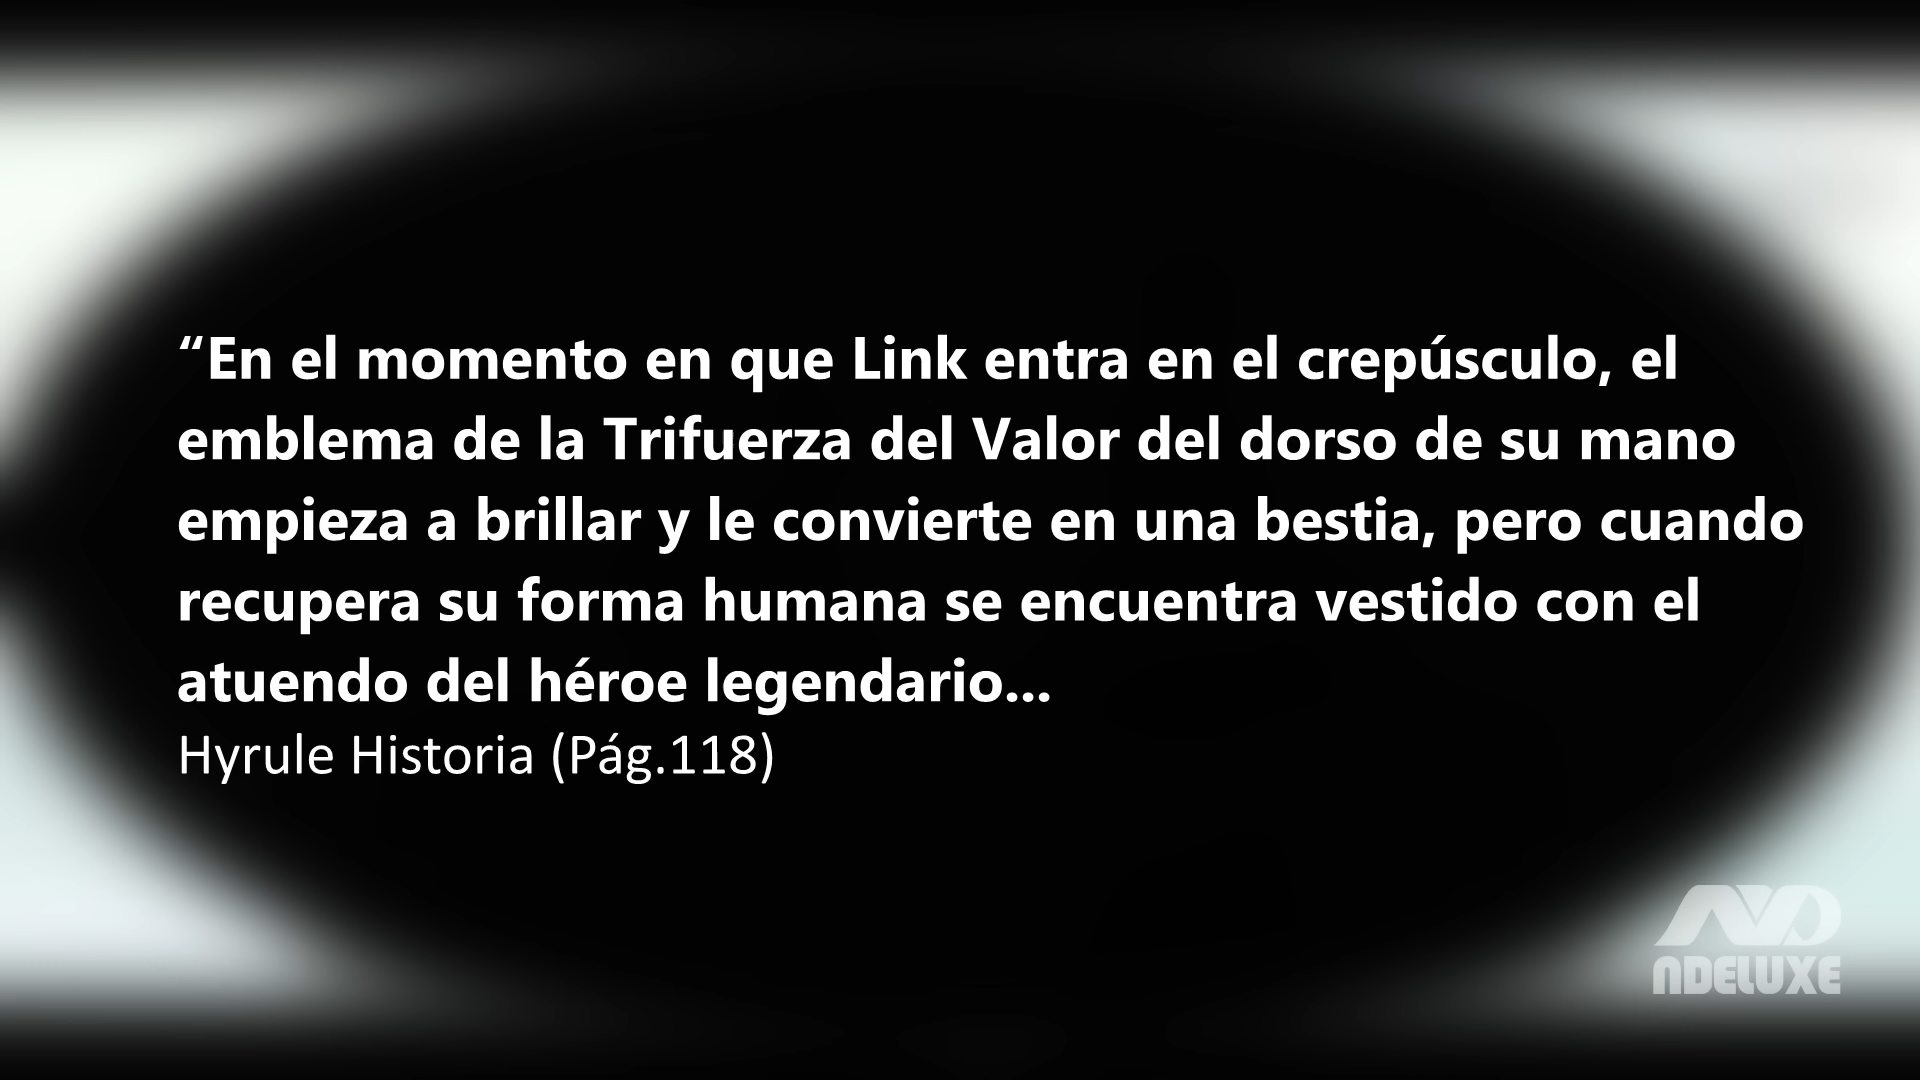 “En el momento en que Link entra en el crepúsculo, el
emblema de la Trifuerza del Valor del dorso de su mano
empieza a brillar y le convierte en una bestia, pero cuando
recupera su forma humana se encuentra vestido con el
atuendo del héroe legendario...
Hyrule Historia (Pág.118)
NDELUXE